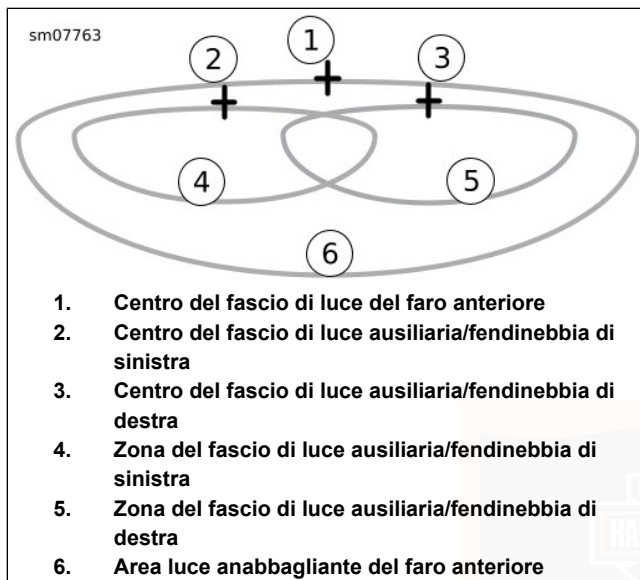 sm07763
1
2
3
4
5
6
1. Centro del fascio di luce del faro anteriore
2. Centro del fascio di luce ausiliaria/fendinebbia di
sinistra
3. Centro del fascio di luce ausiliaria/fendinebbia di
destra
4. Zona del fascio di luce ausiliaria/fendinebbia di
sinistra
5. Zona del fascio di luce ausiliaria/fendinebbia di
destra
6. Area luce anabbagliante del faro anteriore